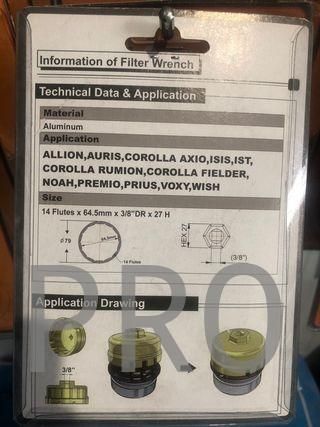 Information of Filter Wrench
Technical Data & Application
Material
Aluminum
Application
ALLION,AURIS,COROLLA AXIO,ISIS,IST,
COROLLA RUMION,COROLLA FIELDER,
NOAH,PREMIO,PRIUS,VOXY,WISH
Size
14 Flutes x 64.5mm x 3/8"DR x 27 H
ø79
64.5mm
14 Flutes
HEX 27
(3/8")
PRO
Application Drawing
3/8"